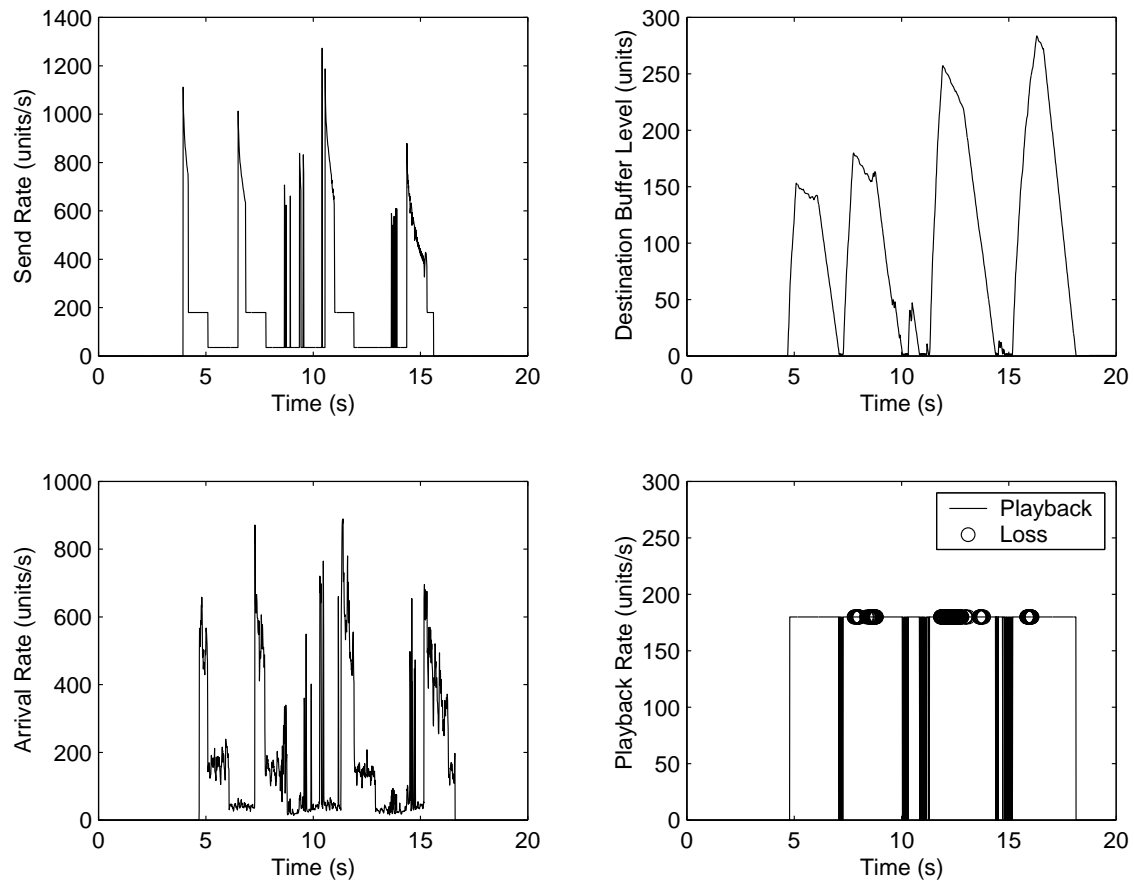 1400
1200
1000
800
600
400
200
0
Send Rate (units/s)
0 5 10 15 20
Time (s)
300
250
200
150
100
50
0
Destination Buffer Level (units)
0 5 10 15 20
Time (s)
1000
800
600
400
200
0
Arrival Rate (units/s)
0 5 10 15 20
Time (s)
300
250
200
150
100
50
0
Playback Rate (units/s)
Playback
Loss
0 5 10 15 20
Time (s)